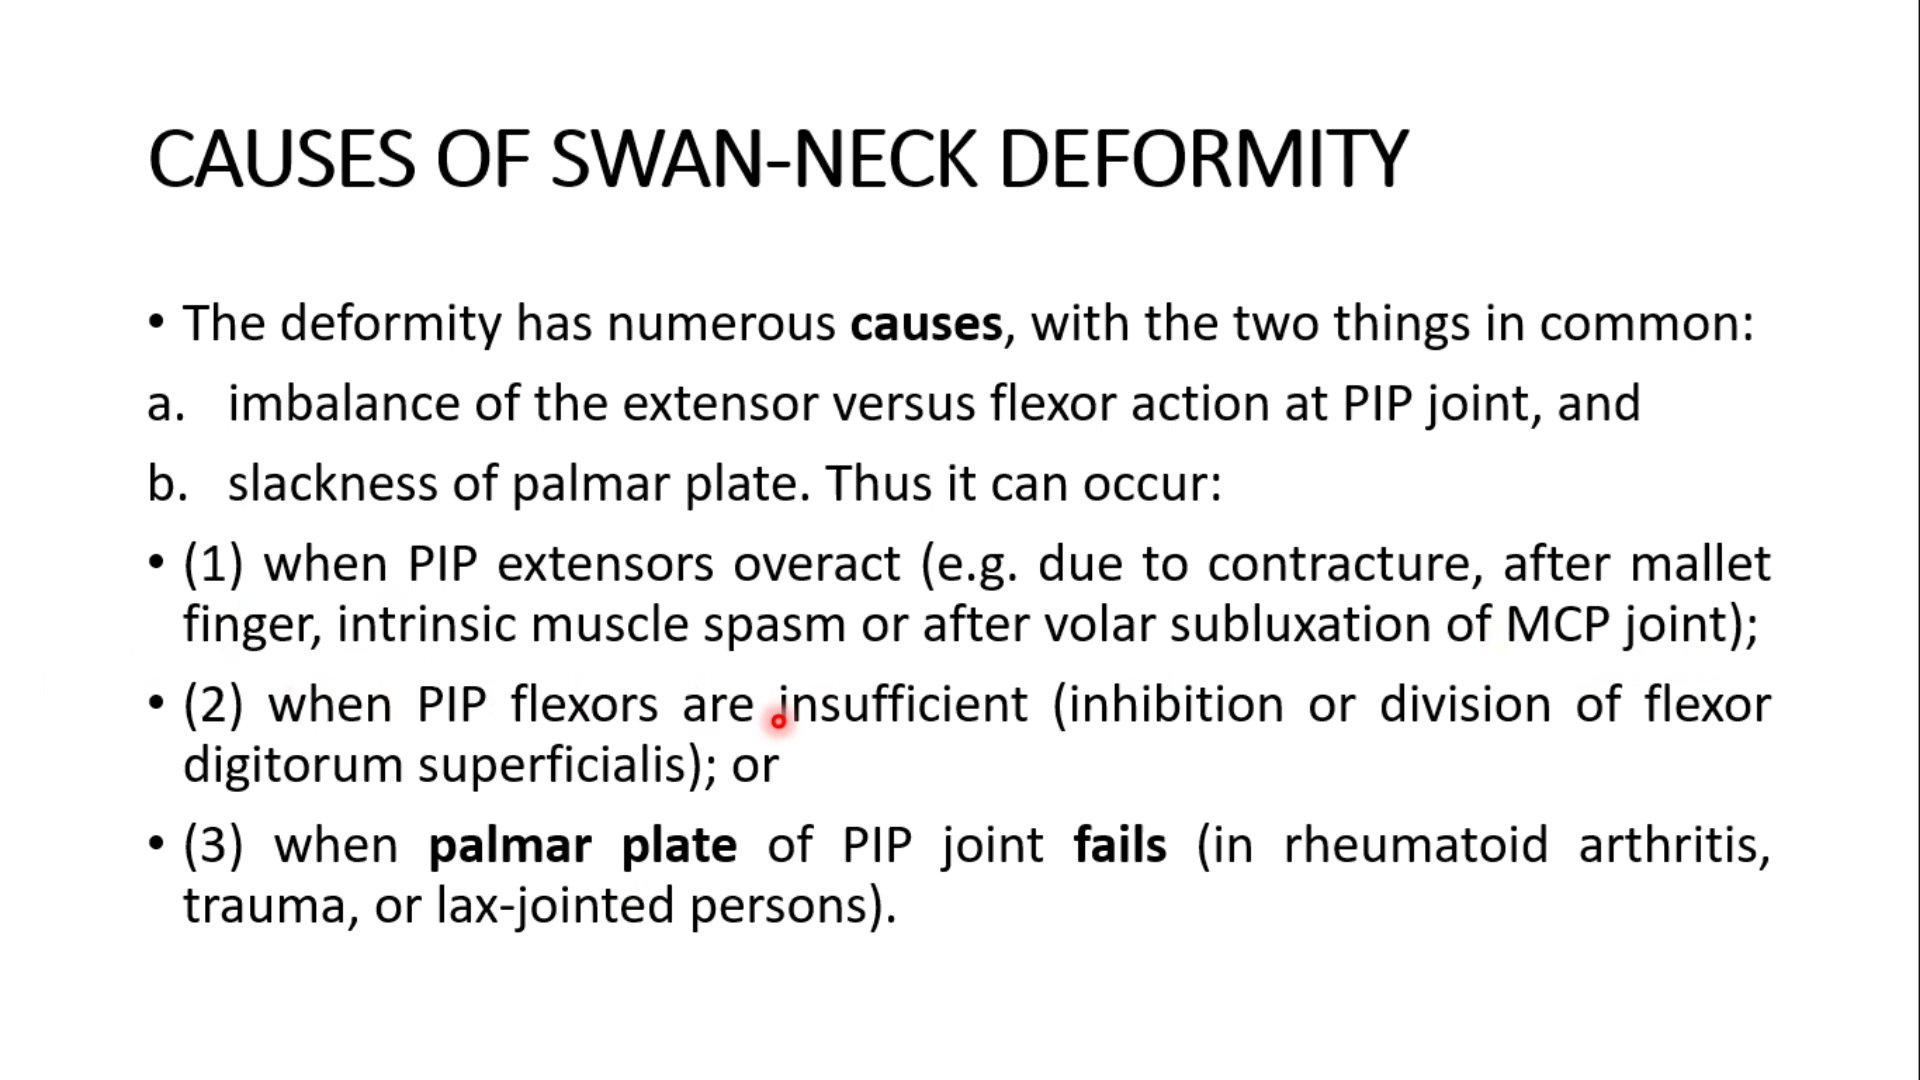 CAUSES OF SWAN-NECK DEFORMITY
• The deformity has numerous causes, with the two things in common:
a. imbalance of the extensor versus flexor action at PIP joint, and
b. slackness of palmar plate. Thus it can occur:
• (1) when PIP extensors overact (e.g. due to contracture, after mallet
finger, intrinsic muscle spasm or after volar subluxation of MCP joint);
• (2) when PIP flexors are insufficient (inhibition or division of flexor
digitorum superficialis); or
• (3) when palmar plate of PIP joint fails (in rheumatoid arthritis,
trauma, or lax-jointed persons).